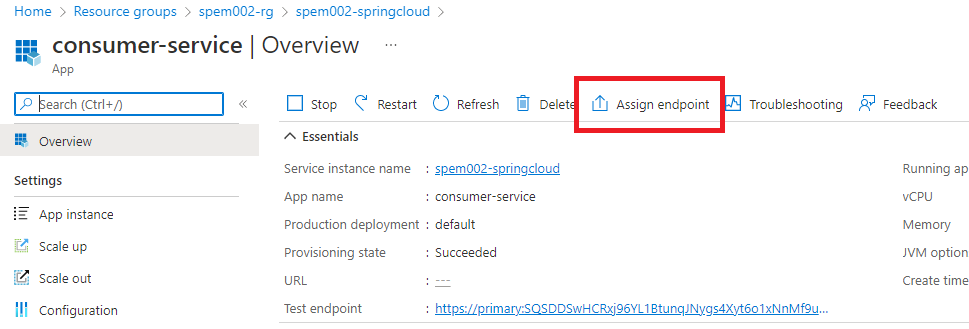 Home > Resource groups > spem002-rg > spem002-springcloud >
consumer-service | Overview ...
App
Search (Ctrl+/) «
Stop Restart Refresh Delete Assign endpoint Troubleshooting Feedback
Overview
Essentials
Settings
Service instance name : spem002-springcloud Running ap
App instance
App name : consumer-service vCPU
Scale up
Production deployment : default Memory
Scale out
Provisioning state : Succeeded JVM option
Configuration
URL : --- Create time
Test endpoint : https://primary:SQSDDSwHCRxj96YL1BtunqJNygs4Xyt6o1xNnMf9u...